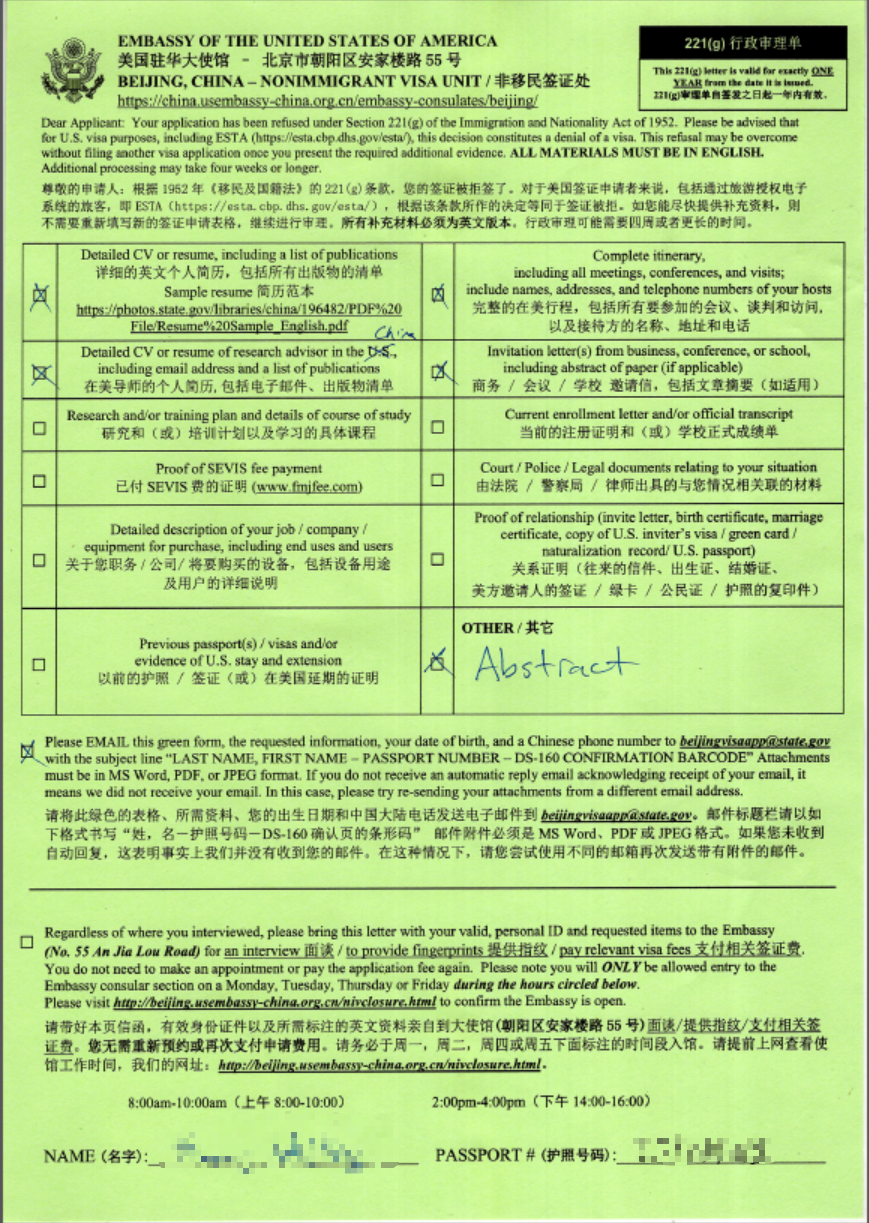 EMBASSY OF THE UNITED STATES OF AMERICA
美国驻华大使馆 - 北京市朝阳区安家楼路 55 号
BEIJING, CHINA – NONIMMIGRANT VISA UNIT / 非移民签证处
https://china.usembassy-china.org.cn/embassy-consulates/beijing/
221(g) 行政审理单
This 221(g) letter is valid for exactly ONE
YEAR from the date it is issued.
221(g)审理单自签发之日起一年内有效。
Dear Applicant: Your application has been refused under Section 221(g) of the Immigration and Nationality Act of 1952. Please be advised that
for U.S. visa purposes, including ESTA (https://esta.cbp.dhs.gov/esta/), this decision constitutes a denial of a visa. This refusal may be overcome
without filing another visa application once you present the required additional evidence. ALL MATERIALS MUST BE IN ENGLISH.
Additional processing may take four weeks or longer.
尊敬的申请人：根据 1952 年《移民及国籍法》的 221(g)条款，您的签证被拒签了。对于美国签证申请者来说，包括通过旅游授权电子
系统的旅客，即 ESTA（https://esta.cbp.dhs.gov/esta/），根据该条款所作的决定等同于签证被拒。如您能尽快提供补充资料，则
不需要重新填写新的签证申请表格，继续进行审理。所有补充材料必须为英文版本。行政审理可能需要四周或者更长的时间。
Detailed CV or resume, including a list of publications
详细的英文个人简历，包括所有出版物的清单
Sample resume 简历范本
https://photos.state.gov/libraries/china/196482/PDF%20
File/Resume%20Sample_English.pdf
Complete itinerary,
including all meetings, conferences, and visits;
include names, addresses, and telephone numbers of your hosts
完整的在美行程，包括所有要参加的会议、谈判和访问，
以及接待方的名称、地址和电话
China
Detailed CV or resume of research advisor in the U.S.,
including email address and a list of publications
在美导师的个人简历,包括电子邮件、出版物清单
Invitation letter(s) from business, conference, or school,
including abstract of paper (if applicable)
商务 / 会议 / 学校 邀请信，包括文章摘要（如适用）
Research and/or training plan and details of course of study
研究和（或）培训计划以及学习的具体课程
Current enrollment letter and/or official transcript
当前的注册证明和（或）学校正式成绩单
Proof of SEVIS fee payment
已付 SEVIS 费的证明 (www.fmjfee.com)
Court / Police / Legal documents relating to your situation
由法院 / 警察局 / 律师出具的与您情况相关联的材料
Detailed description of your job / company /
equipment for purchase, including end uses and users
关于您职务 / 公司/ 将要购买的设备，包括设备用途
及用户的详细说明
Proof of relationship (invite letter, birth certificate, marriage
certificate, copy of U.S. inviter's visa / green card /
naturalization record/ U.S. passport)
关系证明（往来的信件、出生证、结婚证、
美方邀请人的签证 / 绿卡 / 公民证 / 护照的复印件）
Previous passport(s) / visas and/or
evidence of U.S. stay and extension
以前的护照 / 签证（或）在美国延期的证明
OTHER / 其它
Abstract
Please EMAIL this green form, the requested information, your date of birth, and a Chinese phone number to beijingvisaapp@state.gov
with the subject line “LAST NAME, FIRST NAME – PASSPORT NUMBER – DS-160 CONFIRMATION BARCODE” Attachments
must be in MS Word, PDF, or JPEG format. If you do not receive an automatic reply email acknowledging receipt of your email, it
means we did not receive your email. In this case, please try re-sending your attachments from a different email address.
请将此绿色的表格、所需资料、您的出生日期和中国大陆电话发送电子邮件到 beijingvisaapp@state.gov。邮件标题栏请以如
下格式书写“姓，名－护照号码－DS-160 确认页的条形码” 邮件附件必须是 MS Word、PDF 或 JPEG 格式。如果您未收到
自动回复，这表明事实上我们并没有收到您的邮件。在这种情况下，请您尝试使用不同的邮箱再次发送带有附件的邮件。
Regardless of where you interviewed, please bring this letter with your valid, personal ID and requested items to the Embassy
(No. 55 An Jia Lou Road) for an interview 面谈 / to provide fingerprints 提供指纹 / pay relevant visa fees 支付相关签证费.
You do not need to make an appointment or pay the application fee again. Please note you will ONLY be allowed entry to the
Embassy consular section on a Monday, Tuesday, Thursday or Friday during the hours circled below.
Please visit http://beijing.usembassy-china.org.cn/nivclosure.html to confirm the Embassy is open.
请带好本页信函，有效身份证件以及所需标注的英文资料亲自到大使馆(朝阳区安家楼路 55 号)面谈/提供指纹/支付相关签
证费。您无需重新预约或再次支付申请费用。请务必于周一，周二，周四或周五下面标注的时间段入馆。请提前上网查看使
馆工作时间，我们的网址：http://beijing.usembassy-china.org.cn/nivclosure.html.
8:00am-10:00am（上午 8:00-10:00） 2:00pm-4:00pm（下午 14:00-16:00）
NAME (名字): PASSPORT # (护照号码):